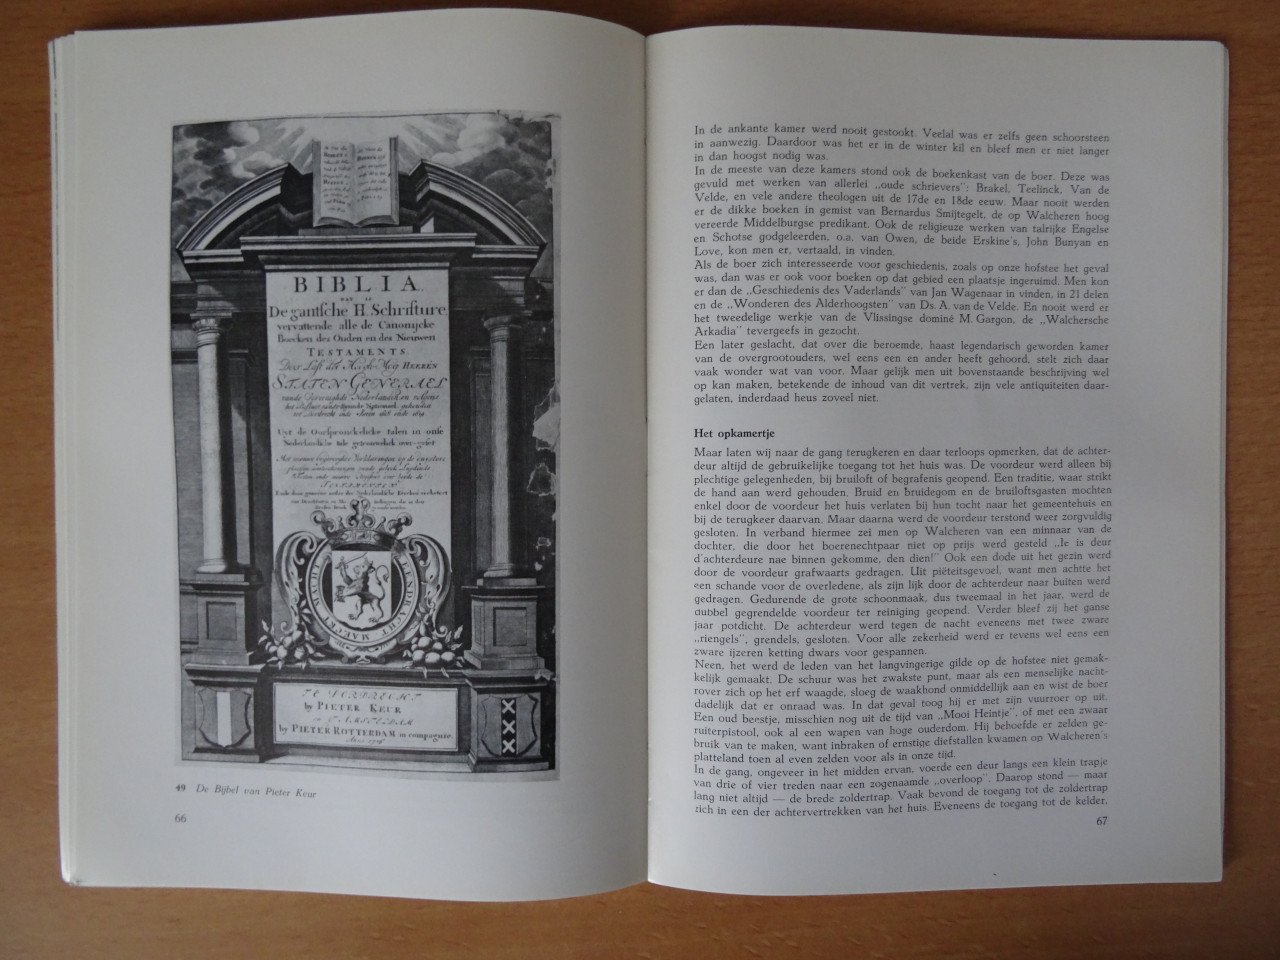 BIBLIA
DAT IS
De gantsche H. Schrifture,
vervattende alle de Canonijcke
Boecken des Ouden en des Nieuwen
TESTAMENTS.
Door Last der Hoogh-Mog: HEEREN
STATEN GENERAEL
vande Vereenighde Nederlanden, en volgens
Uyt de Oorspronckelicke talen in onse
Nederlandtsche tale getrouwelick over-geset
EENDRACHT MAECKT MACHT
TE DORDRECHT
by PIETER KEUR
en T'AMSTERDAM
by PIETER ROTTERDAM in compagnie.
49 De Bijbel van Pieter Keur
66
In de ankante kamer werd nooit gestookt. Veelal was er zelfs geen schoorsteen
in aanwezig. Daardoor was het er in de winter kil en bleef men er niet langer
in dan hoogst nodig was.
In de meeste van deze kamers stond ook de boekenkast van de boer. Deze was
gevuld met werken van allerlei „oude schrievers”: Brakel, Teelinck, Van de
Velde, en vele andere theologen uit de 17de en 18de eeuw. Maar nooit werden
er de dikke boeken in gemist van Bernardus Smijtegelt, de op Walcheren hoog
vereerde Middelburgse predikant. Ook de religieuze werken van talrijke Engelse
en Schotse godgeleerden, o.a. van Owen, de beide Erskine's, John Bunyan en
Love, kon men er, vertaald, in vinden.
Als de boer zich interesseerde voor geschiedenis, zoals op onze hofstee het geval
was, dan was er ook voor boeken op dat gebied een plaatsje ingeruimd. Men kon
er dan de „Geschiedenis des Vaderlands” van Jan Wagenaar in vinden, in 21 delen
en de „Wonderen des Alderhoogsten” van Ds. A. van de Velde. En nooit werd er
het tweedelige werkje van de Vlissingse dominé M. Gargon, de „Walchersche
Arkadia” tevergeefs in gezocht.
Een later geslacht, dat over die beroemde, haast legendarisch geworden kamer
van de overgrootouders, wel eens een en ander heeft gehoord, stelt zich daar
vaak wonder wat van voor. Maar gelijk men uit bovenstaande beschrijving wel
op kan maken, betekende de inhoud van dit vertrek, zijn vele antiquiteiten daar-
gelaten, inderdaad heus zoveel niet.
Het opkamertje
Maar laten wij naar de gang terugkeren en daar terloops opmerken, dat de achter-
deur altijd de gebruikelijke toegang tot het huis was. De voordeur werd alleen bij
plechtige gelegenheden, bij bruiloft of begrafenis geopend. Een traditie, waar strikt
de hand aan werd gehouden. Bruid en bruidegom en de bruiloftsgasten mochten
enkel door de voordeur het huis verlaten bij hun tocht naar het gemeentehuis en
bij de terugkeer daarvan. Maar daarna werd de voordeur terstond weer zorgvuldig
gesloten. In verband hiermee zei men op Walcheren van een minnaar van de
dochter, die door het boerenechtpaar niet op prijs werd gesteld „Ie is deur
d'achterdeure nae binnen gekomme, den dien!” Ook een dode uit het gezin werd
door de voordeur grafwaarts gedragen. Uit piëteitsgevoel, want men achtte het
een schande voor de overledene, als zijn lijk door de achterdeur naar buiten werd
gedragen. Gedurende de grote schoonmaak, dus tweemaal in het jaar, werd de
dubbel gegrendelde voordeur ter reiniging geopend. Verder bleef zij het ganse
jaar potdicht. De achterdeur werd tegen de nacht eveneens met twee zware
„riengels”, grendels, gesloten. Voor alle zekerheid werd er tevens wel eens een
zware ijzeren ketting dwars voor gespannen.
Neen, het werd de leden van het langvingerige gilde op de hofstee niet gemak-
kelijk gemaakt. De schuur was het zwakste punt, maar als een menselijke nacht-
rover zich op het erf waagde, sloeg de waakhond onmiddellijk aan en wist de boer
dadelijk dat er onraad was. In dat geval toog hij er met zijn vuurroer op uit.
Een oud beestje, misschien nog uit de tijd van „Mooi Heintje”, of met een zwaar
ruiterpistool, ook al een wapen van hoge ouderdom. Hij behoefde er zelden ge-
bruik van te maken, want inbraken of ernstige diefstallen kwamen op Walcheren's
platteland toen al even zelden voor als in onze tijd.
In de gang, ongeveer in het midden ervan, voerde een deur langs een klein trapje
van drie of vier treden naar een zogenaamde „overloop”. Daarop stond — maar
lang niet altijd — de brede zoldertrap. Vaak bevond de toegang tot de zoldertrap
zich in een der achtervertrekken van het huis. Eveneens de toegang tot de kelder,
67